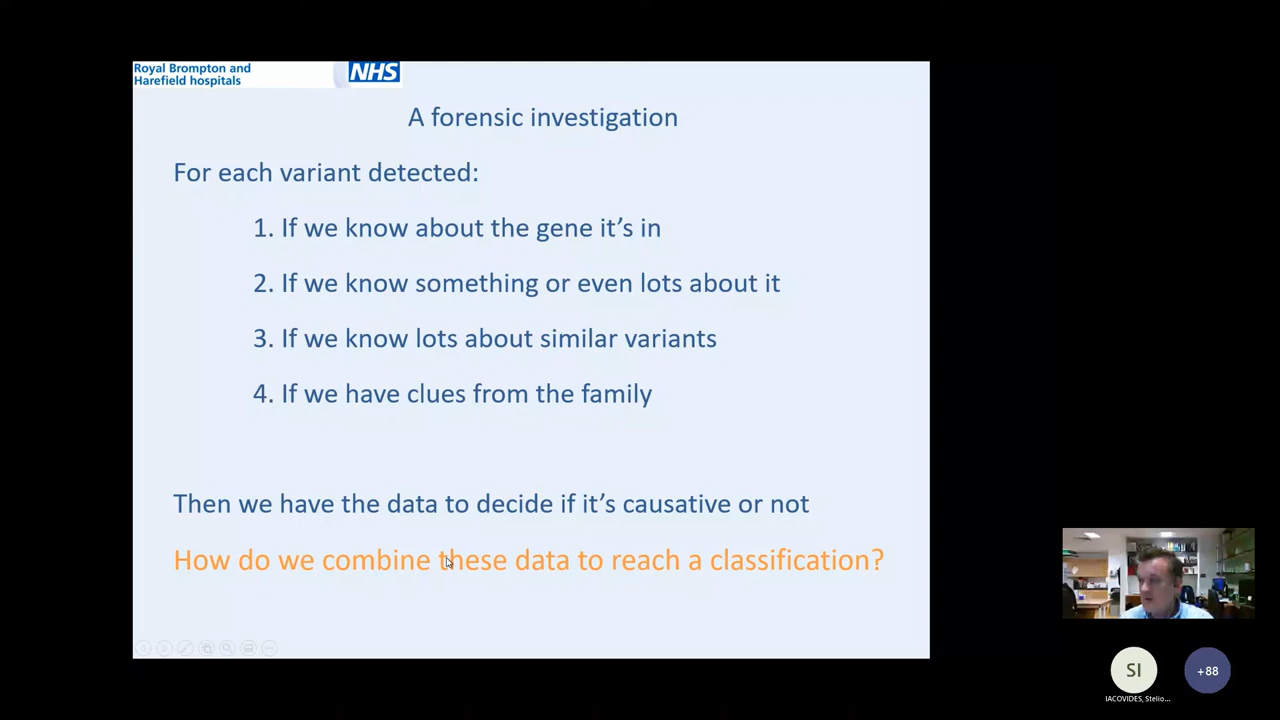 Royal Brompton and
Harefield hospitals
NHS
A forensic investigation
For each variant detected:
1. If we know about the gene it's in
2. If we know something or even lots about it
3. If we know lots about similar variants
4. If we have clues from the family
Then we have the data to decide if it's causative or not
How do we combine these data to reach a classification?
SI
+88
IACOVIDES, Stelio...